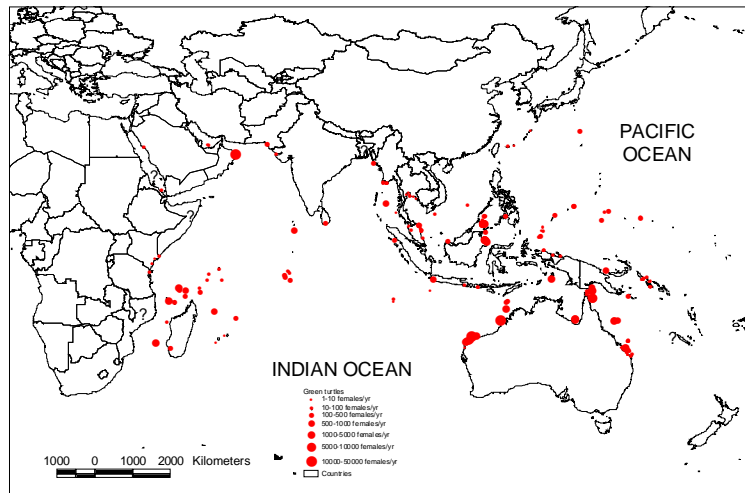 PACIFIC
OCEAN
?
?
?
?
INDIAN OCEAN
Green turtles
1-10 females/yr
10-100 females/yr
100-500 females/yr
500-1000 females/yr
1000-5000 females/yr
5000-10000 females/yr
10000-50000 females/yr
Countries
1000 0 1000 2000 Kilometers